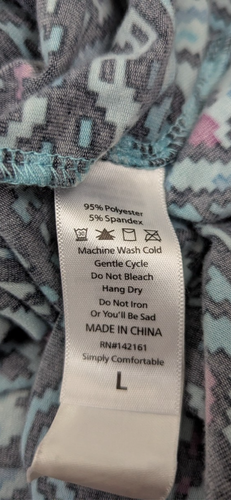 95% Polyester
5% Spandex
Machine Wash Cold
Gentle Cycle
Do Not Bleach
Hang Dry
Do Not Iron
Or You'll Be Sad
MADE IN CHINA
RN#142161
Simply Comfortable
L